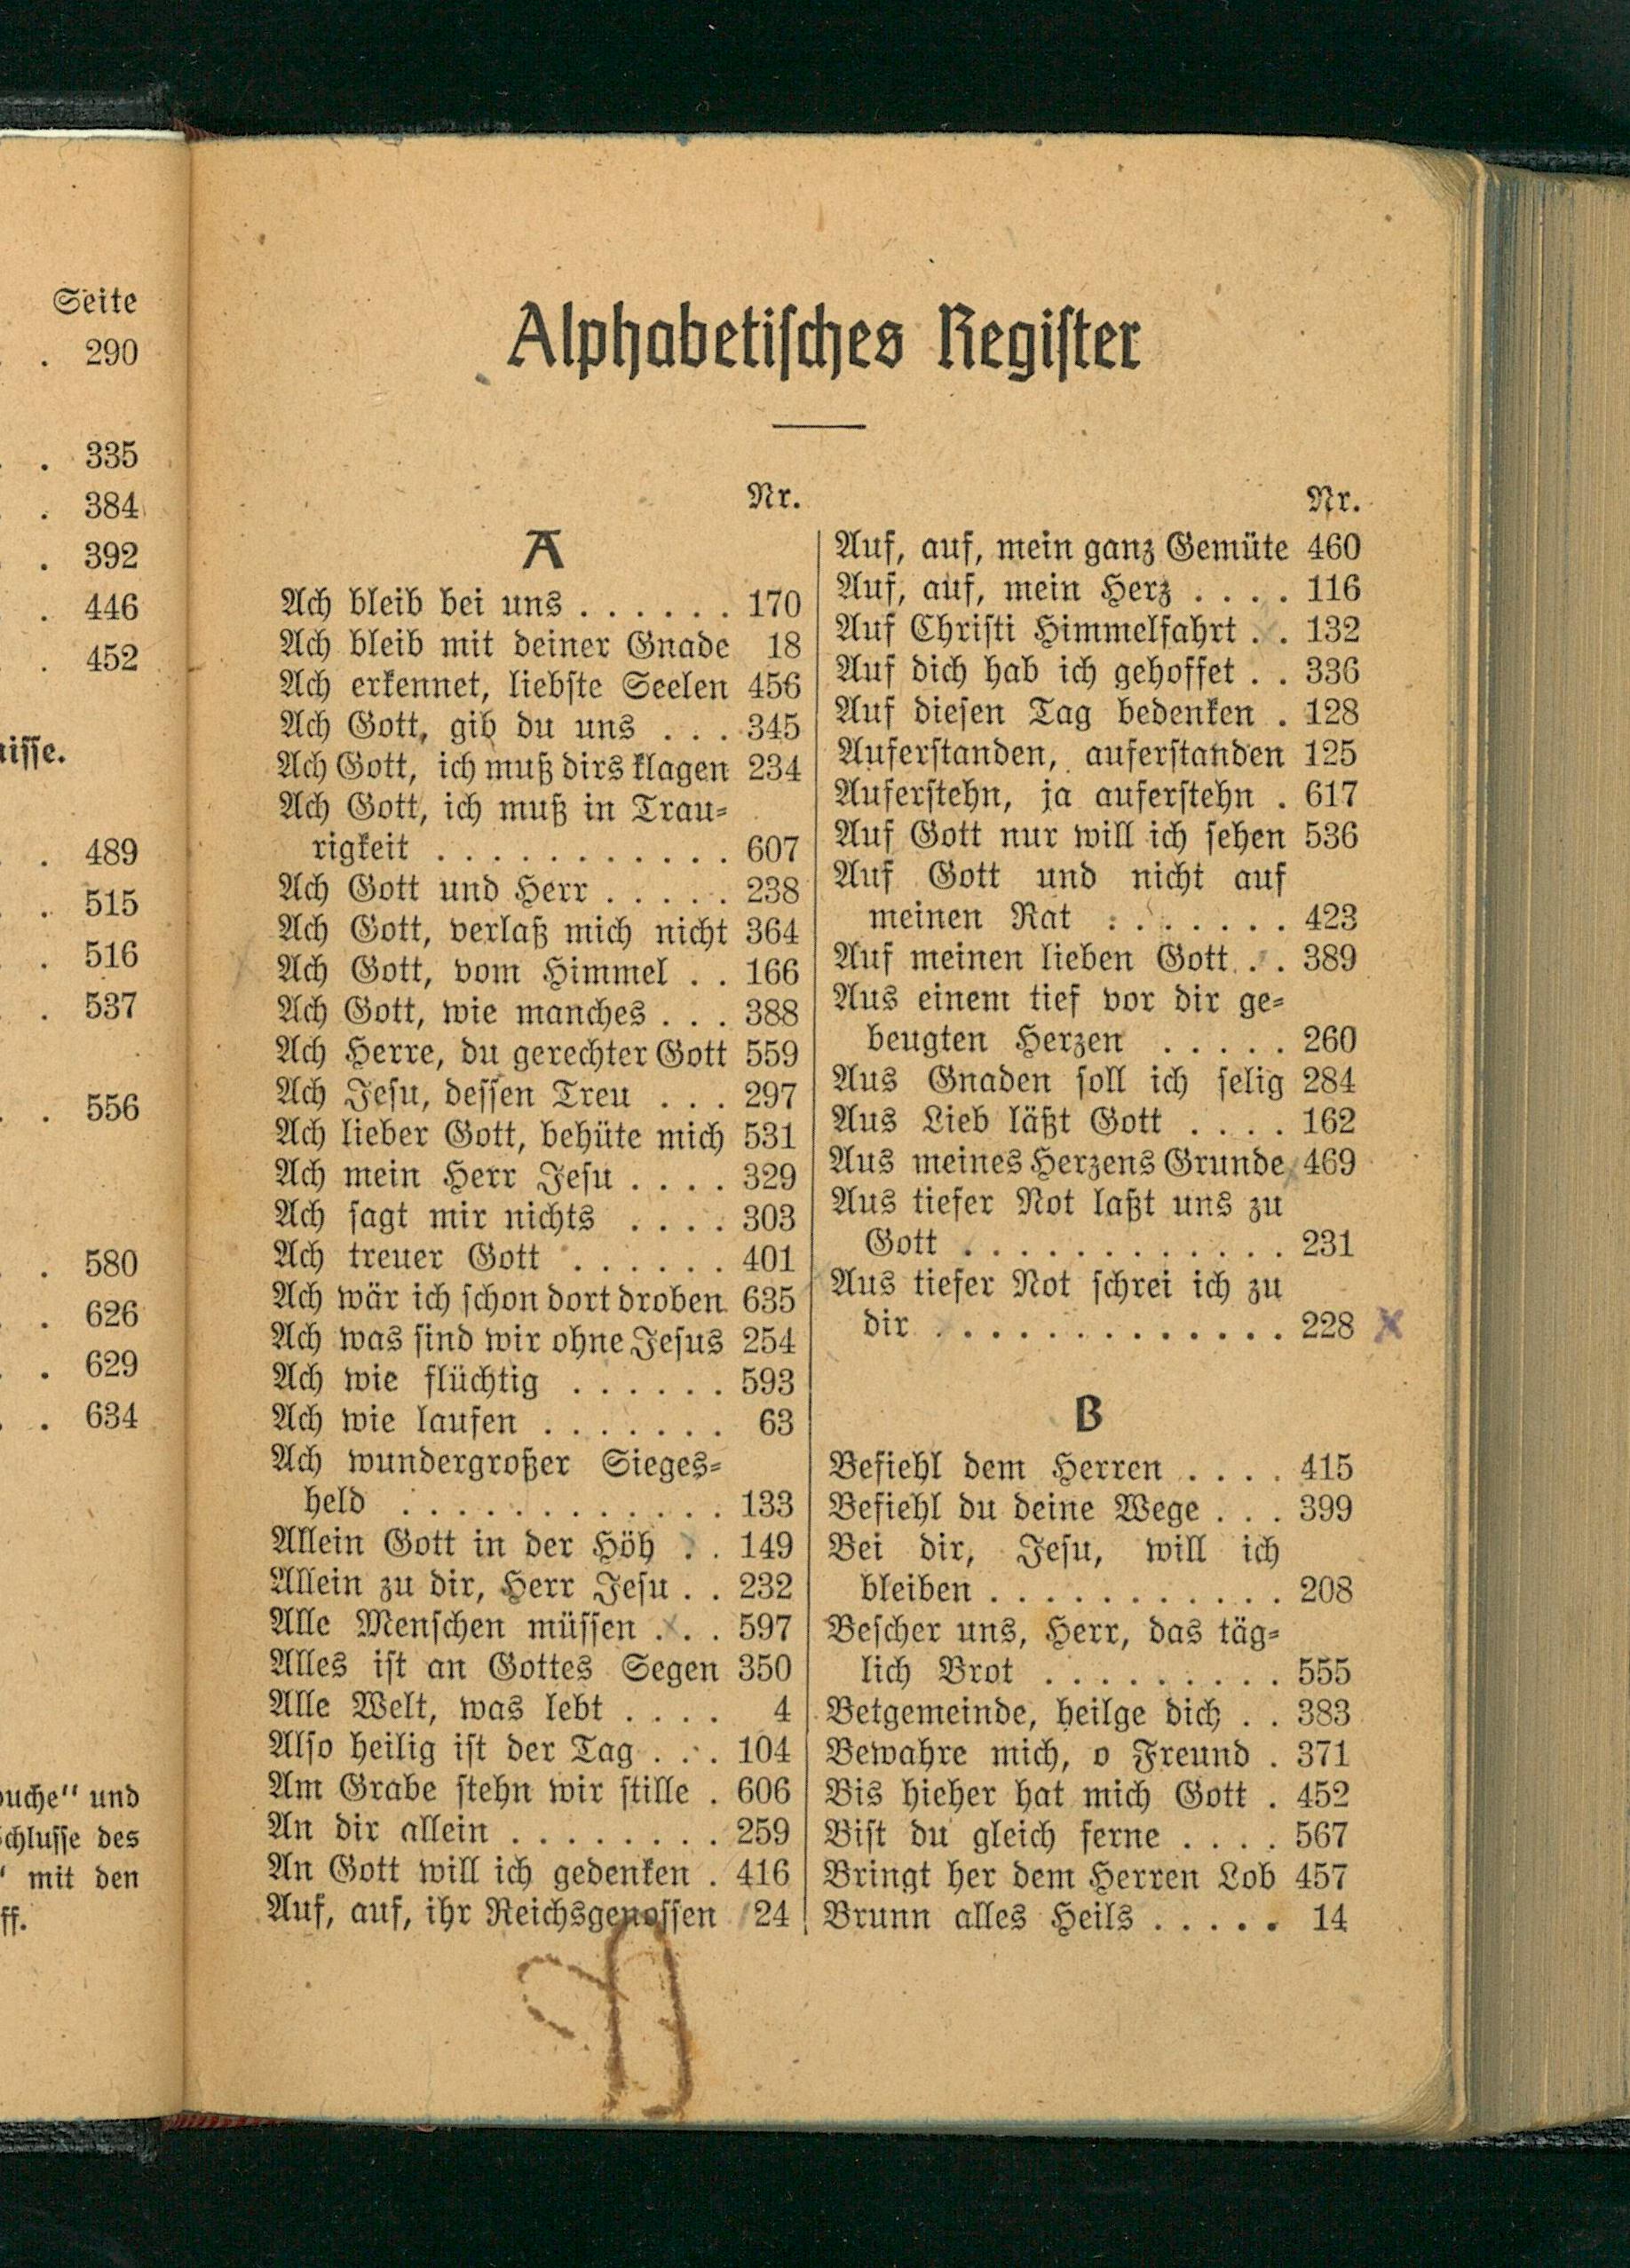 Seite
. . 290
. . 335
. . 384
. . 392
. . 446
. . 452
. . 489
. . 515
. . 516
. . 537
. . 556
. . 580
. . 626
. . 629
. . 634
und
mit den
ff.
Alphabetisches Register
Nr.
A
Ach bleib bei uns . . . . . . 170
Ach bleib mit deiner Gnade 18
Ach erkennet, liebste Seelen 456
Ach Gott, gib du uns . . . 345
Ach Gott, ich muß dirs klagen 234
Ach Gott, ich muß in Trau-
rigkeit . . . . . . . . . . . 607
Ach Gott und Herr . . . . . 238
Ach Gott, verlaß mich nicht 364
Ach Gott, vom Himmel . . 166
Ach Gott, wie manches . . . 388
Ach Herre, du gerechter Gott 559
Ach Jesu, dessen Treu . . . 297
Ach lieber Gott, behüte mich 531
Ach mein Herr Jesu . . . . 329
Ach sagt mir nichts . . . . 303
Ach treuer Gott . . . . . . 401
Ach wär ich schon dort droben 635
Ach was sind wir ohne Jesus 254
Ach wie flüchtig . . . . . . 593
Ach wie laufen . . . . . . . 63
Ach wundergroßer Sieges-
held . . . . . . . . . . . . 133
Allein Gott in der Höh . . 149
Allein zu dir, Herr Jesu . . 232
Alle Menschen müssen . . . 597
Alles ist an Gottes Segen 350
Alle Welt, was lebt . . . . 4
Also heilig ist der Tag . . . 104
Am Grabe stehn wir stille . 606
An dir allein . . . . . . . . 259
An Gott will ich gedenken . 416
Auf, auf, ihr Reichsgenossen 24
Nr.
Auf, auf, mein ganz Gemüte 460
Auf, auf, mein Herz . . . . 116
Auf Christi Himmelfahrt . . 132
Auf dich hab ich gehoffet . . 336
Auf diesen Tag bedenken . 128
Auferstanden, auferstanden 125
Auferstehn, ja auferstehn . 617
Auf Gott nur will ich sehen 536
Auf Gott und nicht auf
meinen Rat . . . . . . . 423
Auf meinen lieben Gott . . 389
Aus einem tief vor dir ge-
beugten Herzen . . . . . 260
Aus Gnaden soll ich selig 284
Aus Lieb läßt Gott . . . . 162
Aus meines Herzens Grunde 469
Aus tiefer Not laßt uns zu
Gott . . . . . . . . . . . . 231
Aus tiefer Not schrei ich zu
dir . . . . . . . . . . . . . 228 x
B
Befiehl dem Herren . . . . 415
Befiehl du deine Wege . . . 399
Bei dir, Jesu, will ich
bleiben . . . . . . . . . . . 208
Bescher uns, Herr, das täg-
lich Brot . . . . . . . . . 555
Betgemeinde, heilge dich . . 383
Bewahre mich, o Freund . 371
Bis hieher hat mich Gott . 452
Bist du gleich ferne . . . . 567
Bringt her dem Herren Lob 457
Brunn alles Heils . . . . . 14